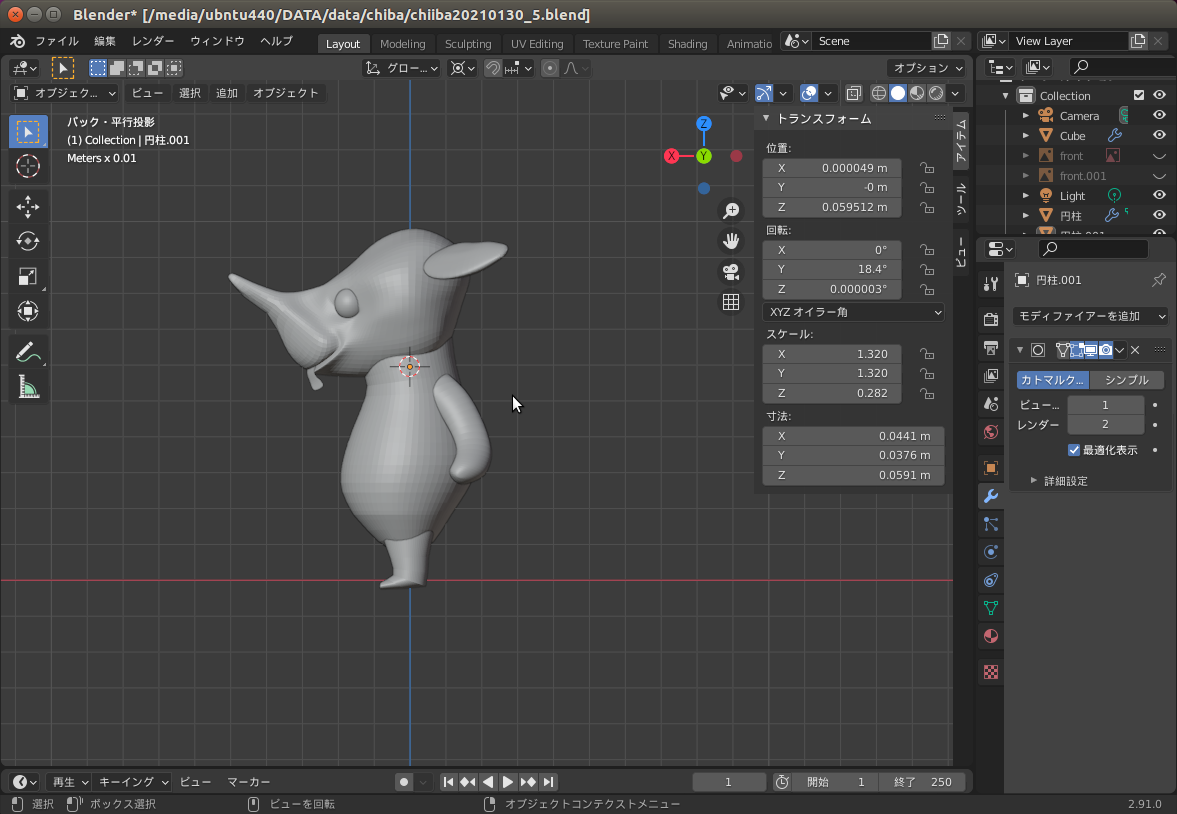 Blender* [/media/ubntu440/DATA/data/chiba/chiiba20210130_5.blend]
ファイル 編集 レンダー ウィンドウ ヘルプ Layout Modeling Sculpting UV Editing Texture Paint Shading Animatio Scene View Layer
グロー... オプション
オブジェク... ビュー 選択 追加 オブジェクト
バック・平行投影
(1) Collection | 円柱.001
Meters x 0.01
Z
X
Y
トランスフォーム
位置:
X 0.000049 m
Y -0 m
Z 0.059512 m
回転:
X 0°
Y 18.4°
Z 0.000003°
XYZ オイラー角
スケール:
X 1.320
Y 1.320
Z 0.282
寸法:
X 0.0441 m
Y 0.0376 m
Z 0.0591 m
アイテム
ツール
ビュー
Collection
Camera
Cube
front
front.001
Light
円柱
円柱.001
円柱.001
モディファイアーを追加
カトマルク... シンプル
ビュー... 1
レンダー 2
最適化表示
詳細設定
再生 キーイング ビュー マーカー 1 開始 1 終了 250
選択 ボックス選択 ビューを回転 オブジェクトコンテクストメニュー 2.91.0